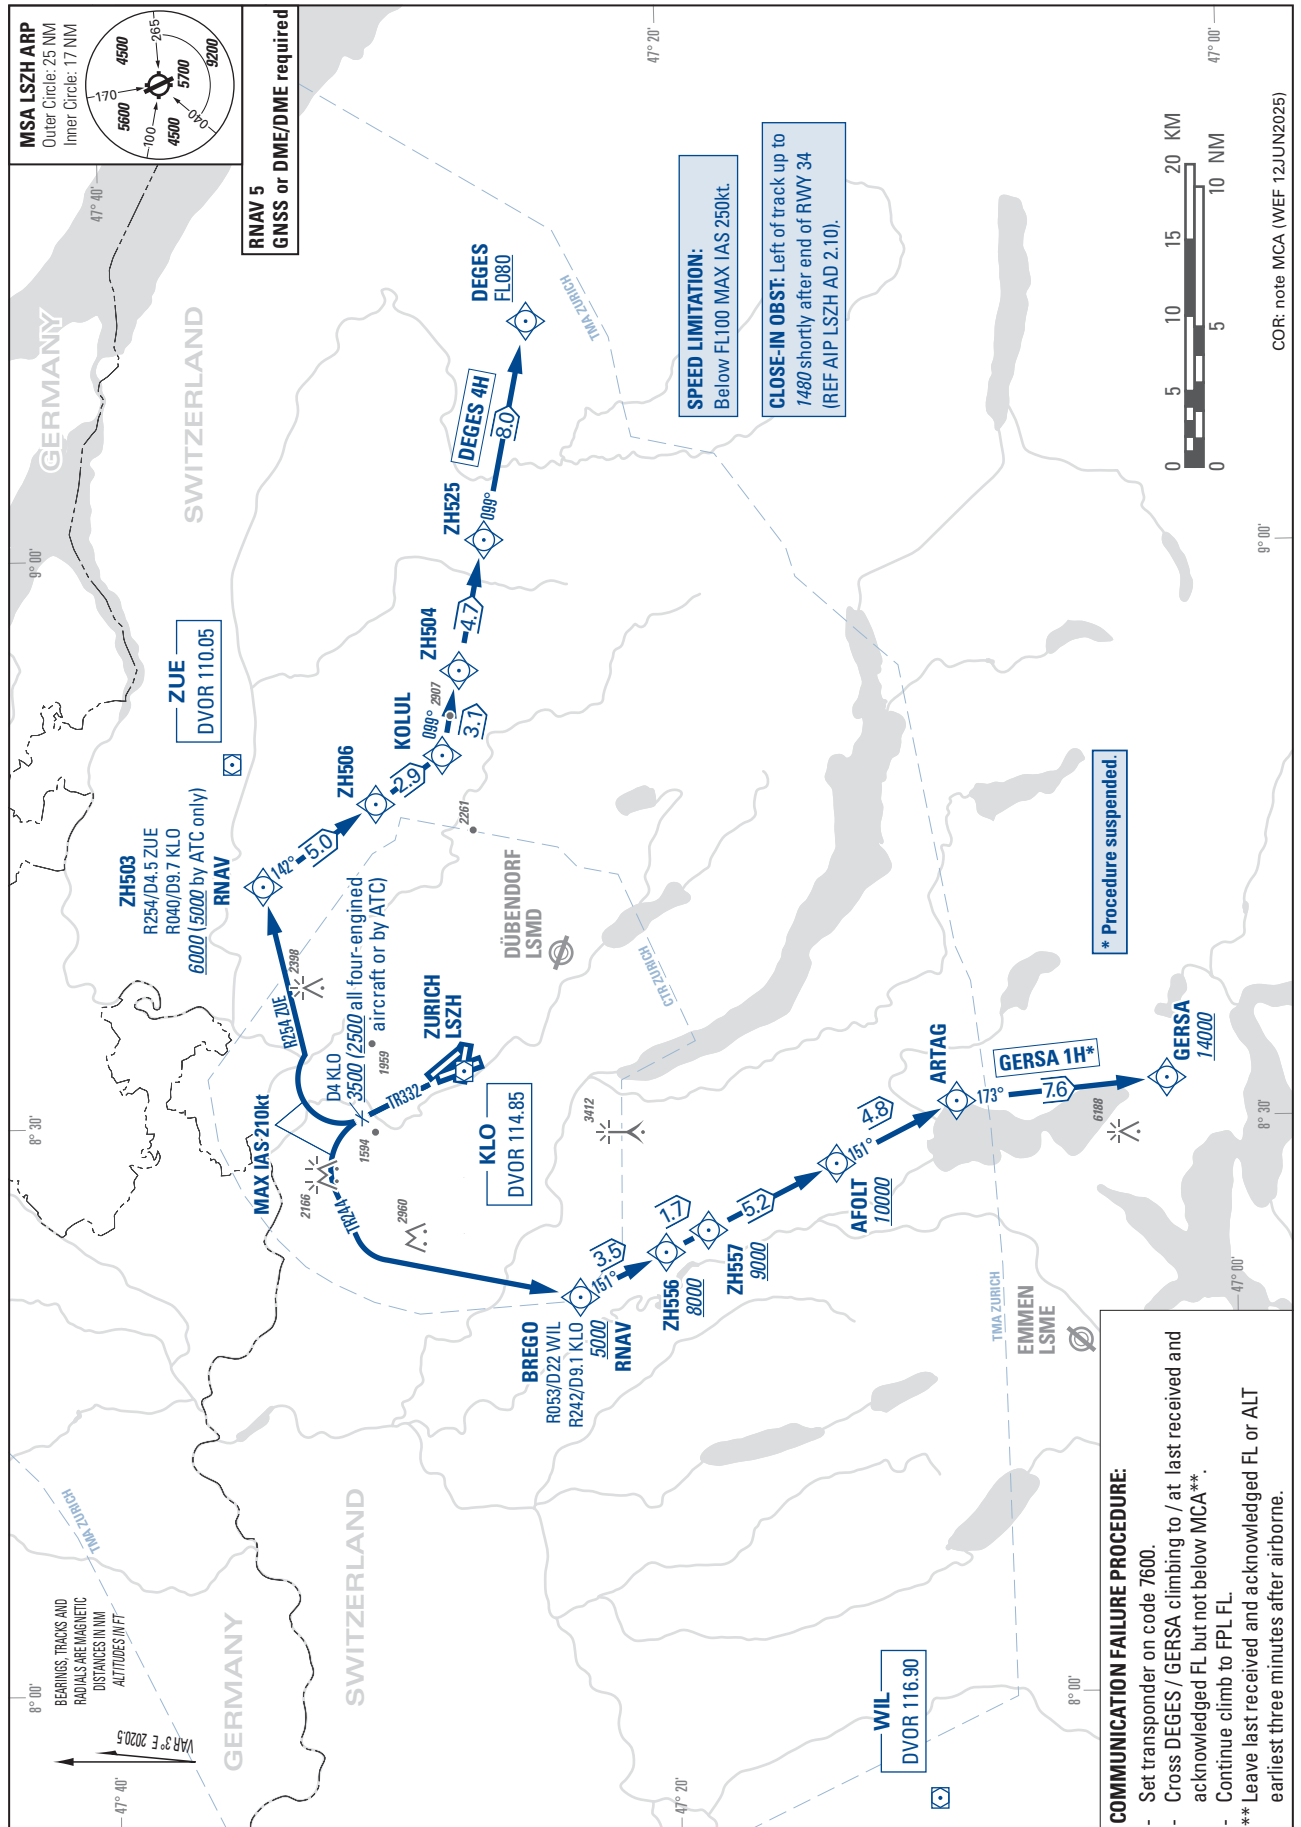 MSA LSZH ARP
Outer Circle: 25 NM
Inner Circle: 17 NM
170
265
100
040
5600
4500
4500
5700
9200
RNAV 5
GNSS or DME/DME required
BEARINGS, TRACKS AND
RADIALS ARE MAGNETIC
DISTANCES IN NM
ALTITUDES IN FT
VAR 3° E 2020.5
47° 40'
47° 40'
47° 20'
47° 20'
47° 00'
47° 00'
8° 00'
8° 00'
8° 30'
8° 30'
9° 00'
9° 00'
GERMANY
SWITZERLAND
GERMANY
SWITZERLAND
TMA ZURICH
TMA ZURICH
TMA ZURICH
CTR ZURICH
ZUE
DVOR 110.05
ZH503
R254/D4.5 ZUE
R040/D9.7 KLO
6000 (5000 by ATC only)
RNAV
142°
5.0
ZH506
2.9
KOLUL
099°
2907
3.1
ZH504
4.7
ZH525
099°
8.0
DEGES 4H
DEGES
FL080
R254 ZUE
2398
MAX IAS 210kt
D4 KLO
3500 (2500 all four-engined
aircraft or by ATC)
1959
1594
TR332
ZURICH
LSZH
KLO
DVOR 114.85
2261
DÜBENDORF
LSMD
2166
TR244
2960
3412
BREGO
R053/D22 WIL
R242/D9.1 KLO
5000
RNAV
151°
3.5
ZH556
8000
1.7
ZH557
9000
5.2
AFOLT
10000
151°
4.8
ARTAG
173°
GERSA 1H*
7.6
GERSA
14000
6188
EMMEN
LSME
WIL
DVOR 116.90
SPEED LIMITATION:
Below FL100 MAX IAS 250kt.
CLOSE-IN OBST: Left of track up to
1480 shortly after end of RWY 34
(REF AIP LSZH AD 2.10).
* Procedure suspended.
0 5 10 15 20 KM
0 5 10 NM
COMMUNICATION FAILURE PROCEDURE:
- Set transponder on code 7600.
- Cross DEGES / GERSA climbing to / at last received and
acknowledged FL but not below MCA**.
- Continue climb to FPL FL.
** Leave last received and acknowledged FL or ALT
earliest three minutes after airborne.
COR: note MCA (WEF 12JUN2025)